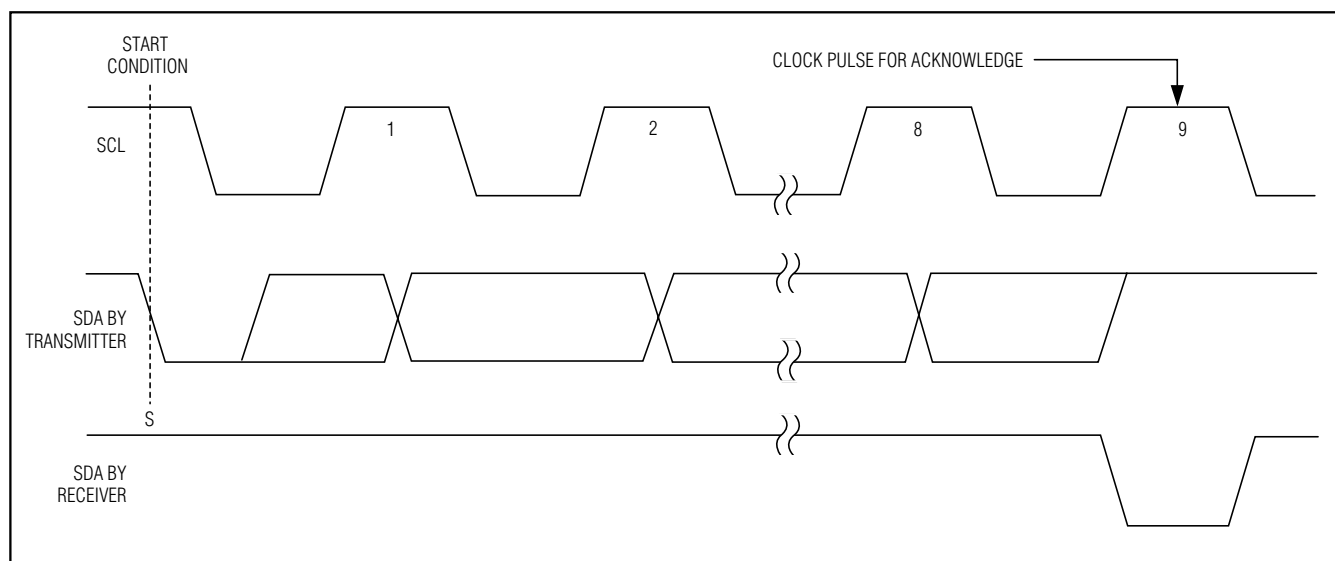 START
CONDITION
CLOCK PULSE FOR ACKNOWLEDGE
SCL
1
2
8
9
SDA BY
TRANSMITTER
S
SDA BY
RECEIVER